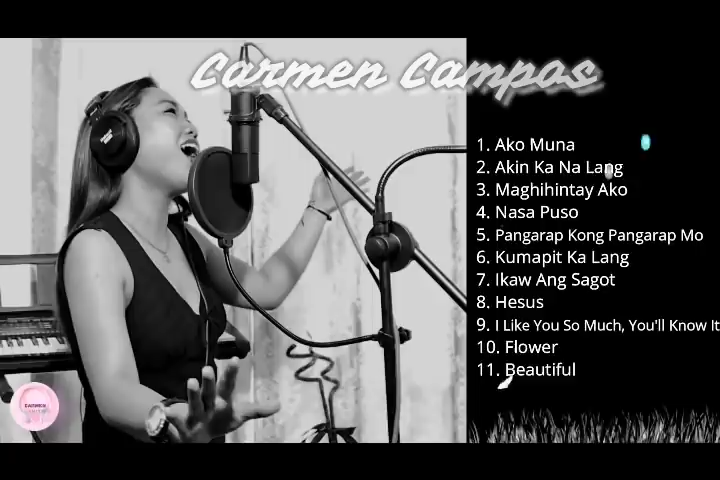 Carmen Campos
1. Ako Muna
2. Akin Ka Na Lang
3. Maghihintay Ako
4. Nasa Puso
5. Pangarap Kong Pangarap Mo
6. Kumapit Ka Lang
7. Ikaw Ang Sagot
8. Hesus
9. I Like You So Much, You'll Know It
10. Flower
11. Beautiful
CARMEN